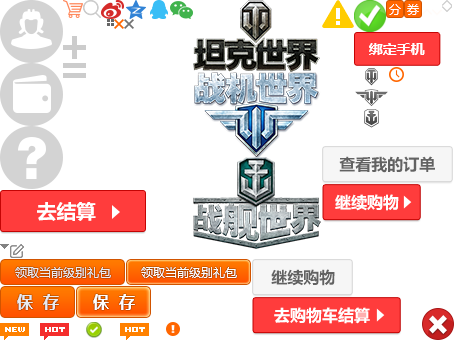 分 券
坦克世界
绑定手机
战机世界
查看我的订单
去结算
继续购物
战舰世界
领取当前级别礼包 领取当前级别礼包
继续购物
保存 保存
去购物车结算
NEW HOT HOT